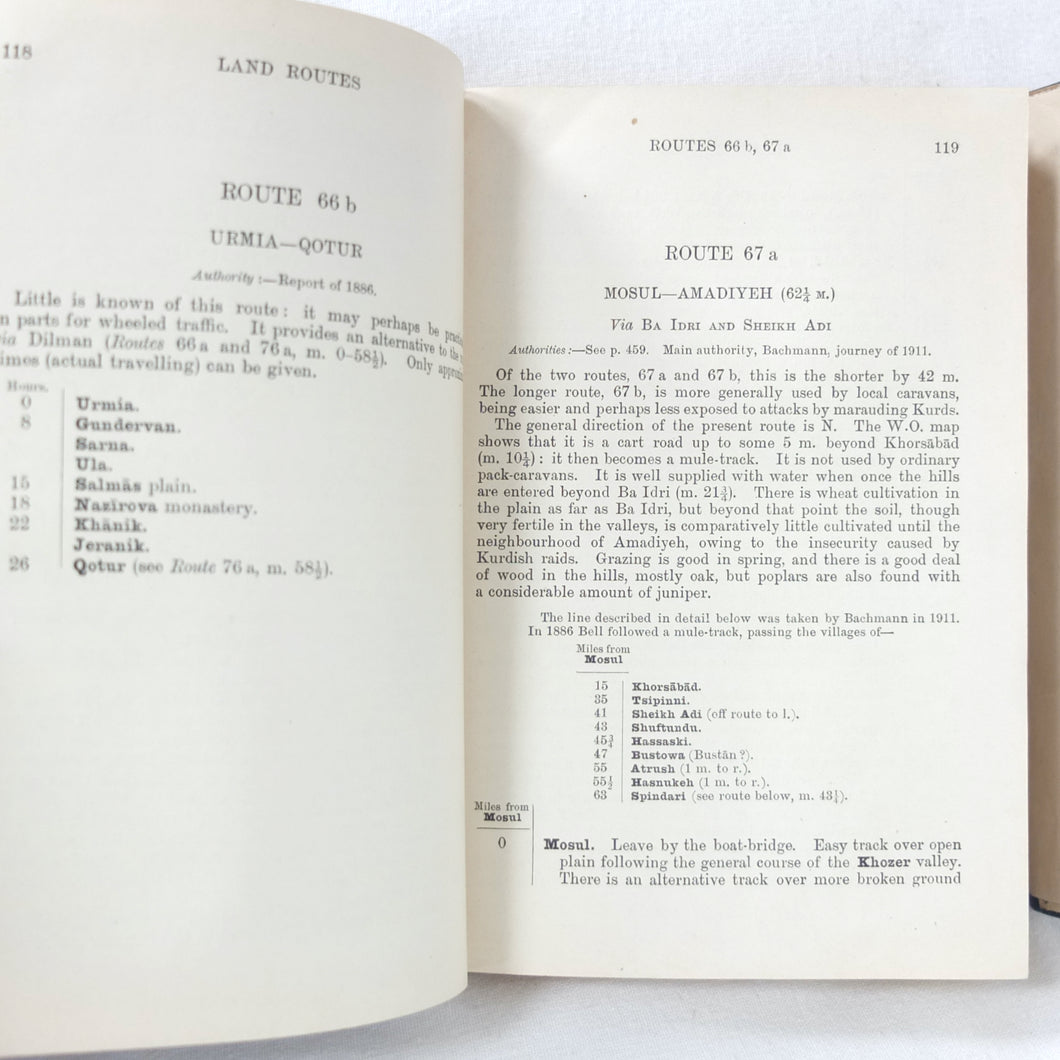 118
LAND ROUTES
ROUTE 66 b
URMIA—QOTUR
Authority:—Report of 1886.
Little is known of this route: it may perhaps be
parts for wheeled traffic. It provides an alternative to the
Dilman (Routes 66 a and 76 a, m. 0–58½). Only
(actual travelling) can be given.
Hours.
0 Urmia.
8 Gundervan.
Sarna.
Ula.
15 Salmās plain.
18 Nazīrova monastery.
22 Khānik.
Jeranik.
26 Qotur (see Route 76 a, m. 58½).
ROUTES 66 b, 67 a
119
ROUTE 67 a
MOSUL—AMADIYEH (62¼ M.)
Via BA IDRI AND SHEIKH ADI
Authorities:—See p. 459. Main authority, Bachmann, journey of 1911.
Of the two routes, 67 a and 67 b, this is the shorter by 42 m.
The longer route, 67 b, is more generally used by local caravans,
being easier and perhaps less exposed to attacks by marauding Kurds.
The general direction of the present route is N. The W.O. map
shows that it is a cart road up to some 5 m. beyond Khorsābād
(m. 10¼): it then becomes a mule-track. It is not used by ordinary
pack-caravans. It is well supplied with water when once the hills
are entered beyond Ba Idri (m. 21¾). There is wheat cultivation in
the plain as far as Ba Idri, but beyond that point the soil, though
very fertile in the valleys, is comparatively little cultivated until the
neighbourhood of Amadiyeh, owing to the insecurity caused by
Kurdish raids. Grazing is good in spring, and there is a good deal
of wood in the hills, mostly oak, but poplars are also found with
a considerable amount of juniper.
The line described in detail below was taken by Bachmann in 1911.
In 1886 Bell followed a mule-track, passing the villages of—
Miles from
Mosul
15 Khorsābād.
35 Tsipinni.
41 Sheikh Adi (off route to l.).
43 Shuftundu.
45¾ Hassaski.
47 Bustowa (Bustān?).
55 Atrush (1 m. to r.).
55½ Hasnukeh (1 m. to r.).
63 Spindari (see route below, m. 43¼).
Miles from
Mosul
0 Mosul. Leave by the boat-bridge. Easy track over open
plain following the general course of the Khozer valley.
There is an alternative track over more broken ground